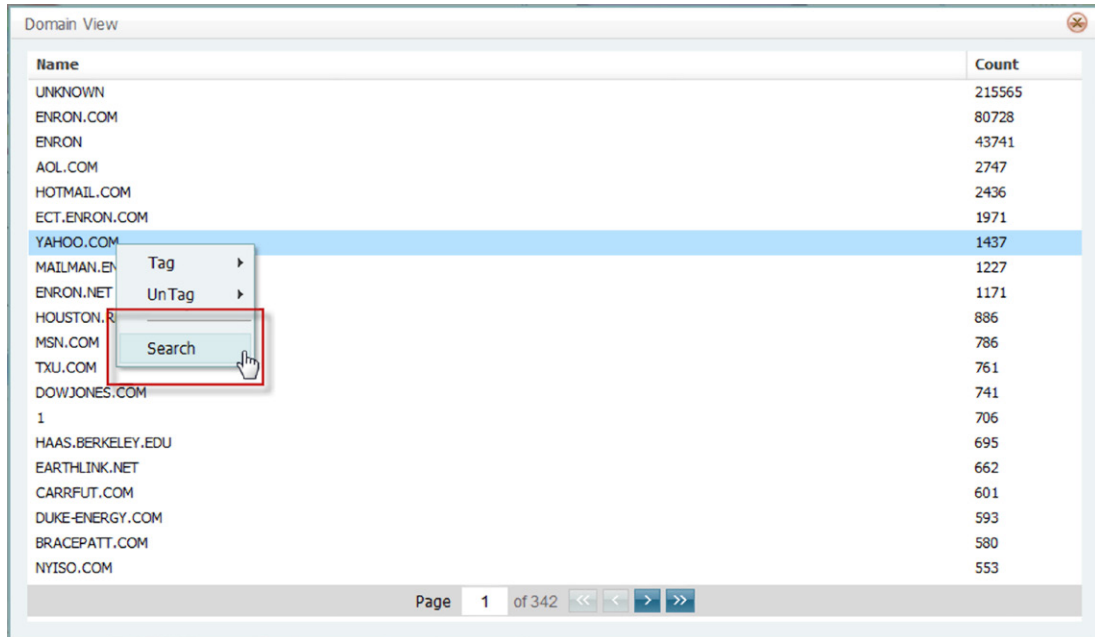 Domain View
Name Count
UNKNOWN 215565
ENRON.COM 80728
ENRON 43741
AOL.COM 2747
HOTMAIL.COM 2436
ECT.ENRON.COM 1971
YAHOO.COM 1437
MAILMAN.EN 1227
Tag
ENRON.NET 1171
UnTag
HOUSTON.R 886
MSN.COM 786
Search
TXU.COM 761
DOWJONES.COM 741
1 706
HAAS.BERKELEY.EDU 695
EARTHLINK.NET 662
CARRFUT.COM 601
DUKE-ENERGY.COM 593
BRACEPATT.COM 580
NYISO.COM 553
Page 1 of 342